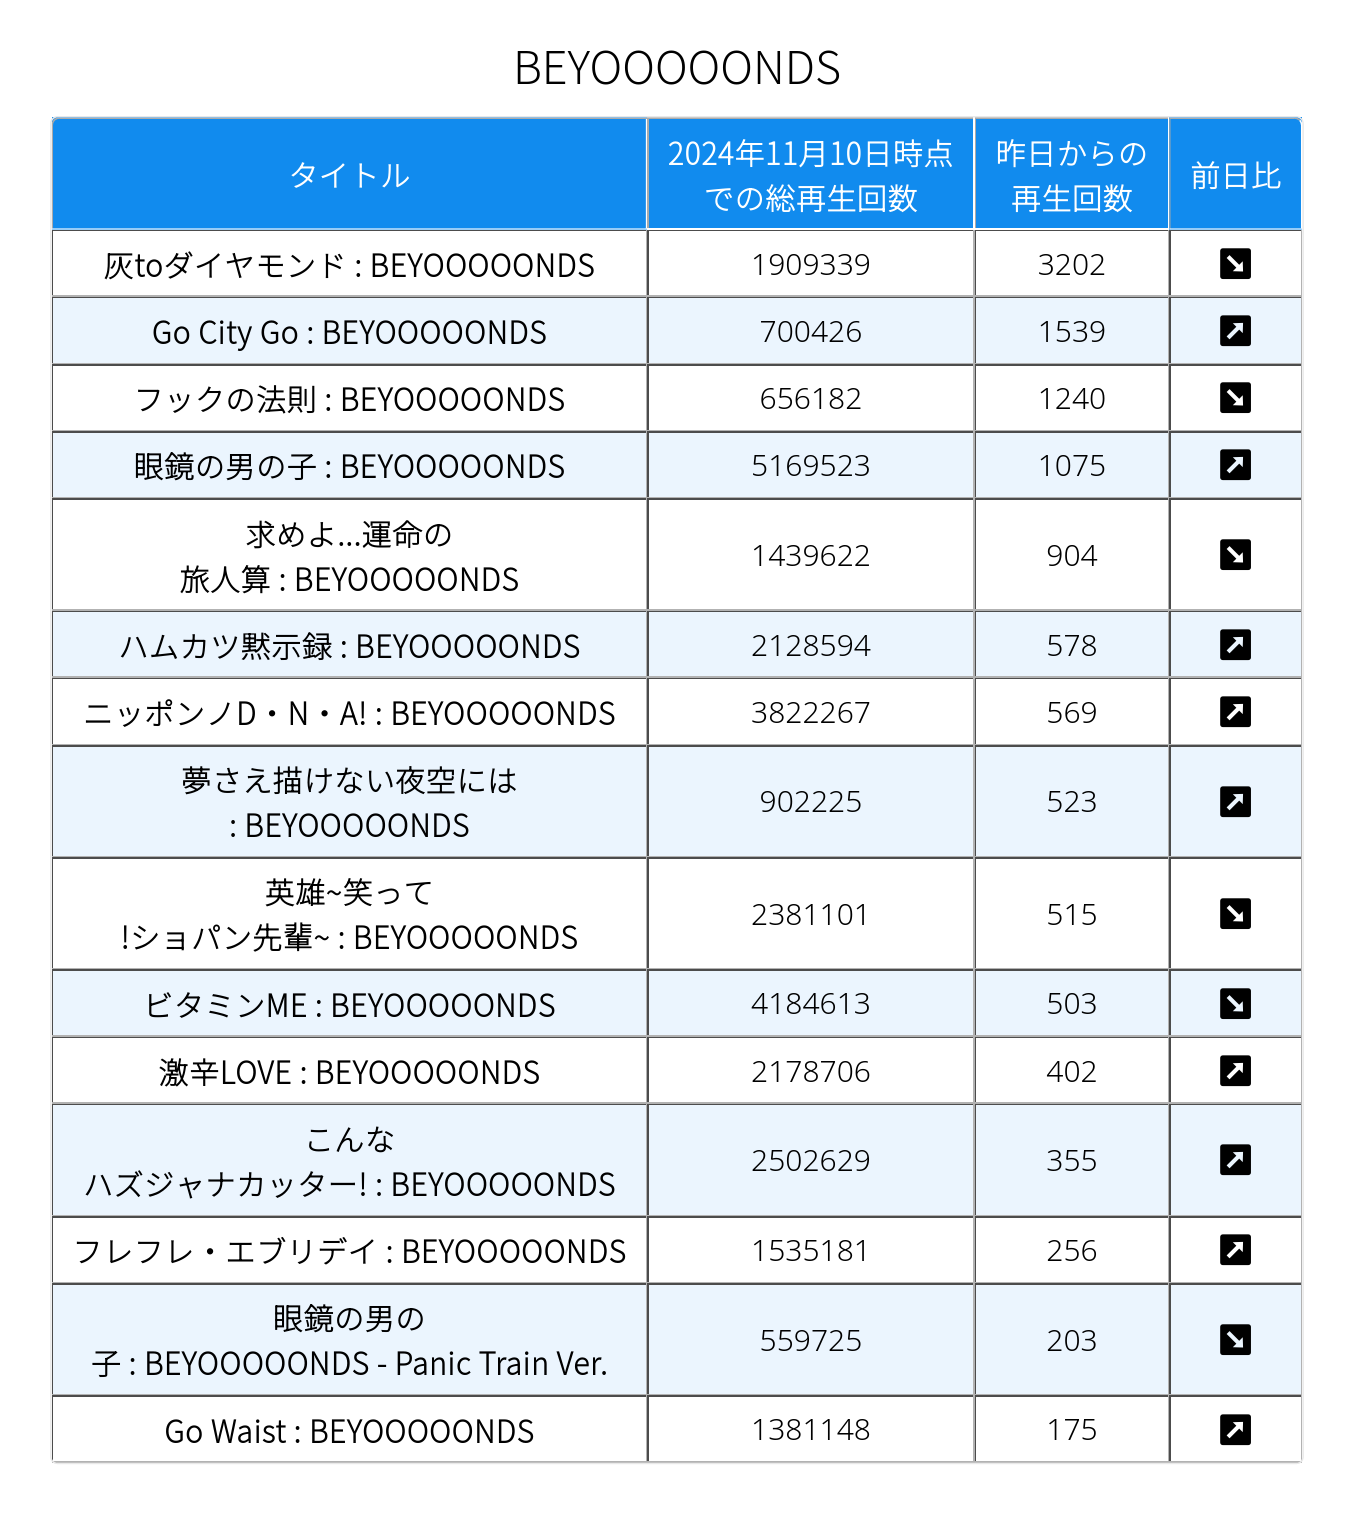 BEYOOOOONDS
タイトル
2024年11月10日時点
での総再生回数
昨日からの
再生回数
前日比
灰toダイヤモンド : BEYOOOOONDS
1909339
3202
Go City Go : BEYOOOOONDS
700426
1539
フックの法則 : BEYOOOOONDS
656182
1240
眼鏡の男の子 : BEYOOOOONDS
5169523
1075
求めよ...運命の
旅人算 : BEYOOOOONDS
1439622
904
ハムカツ黙示録 : BEYOOOOONDS
2128594
578
ニッポンノD・N・A! : BEYOOOOONDS
3822267
569
夢さえ描けない夜空には
: BEYOOOOONDS
902225
523
英雄~笑って
!ショパン先輩~ : BEYOOOOONDS
2381101
515
ビタミンME : BEYOOOOONDS
4184613
503
激辛LOVE : BEYOOOOONDS
2178706
402
こんな
ハズジャナカッター! : BEYOOOOONDS
2502629
355
フレフレ・エブリデイ : BEYOOOOONDS
1535181
256
眼鏡の男の
子 : BEYOOOOONDS - Panic Train Ver.
559725
203
Go Waist : BEYOOOOONDS
1381148
175